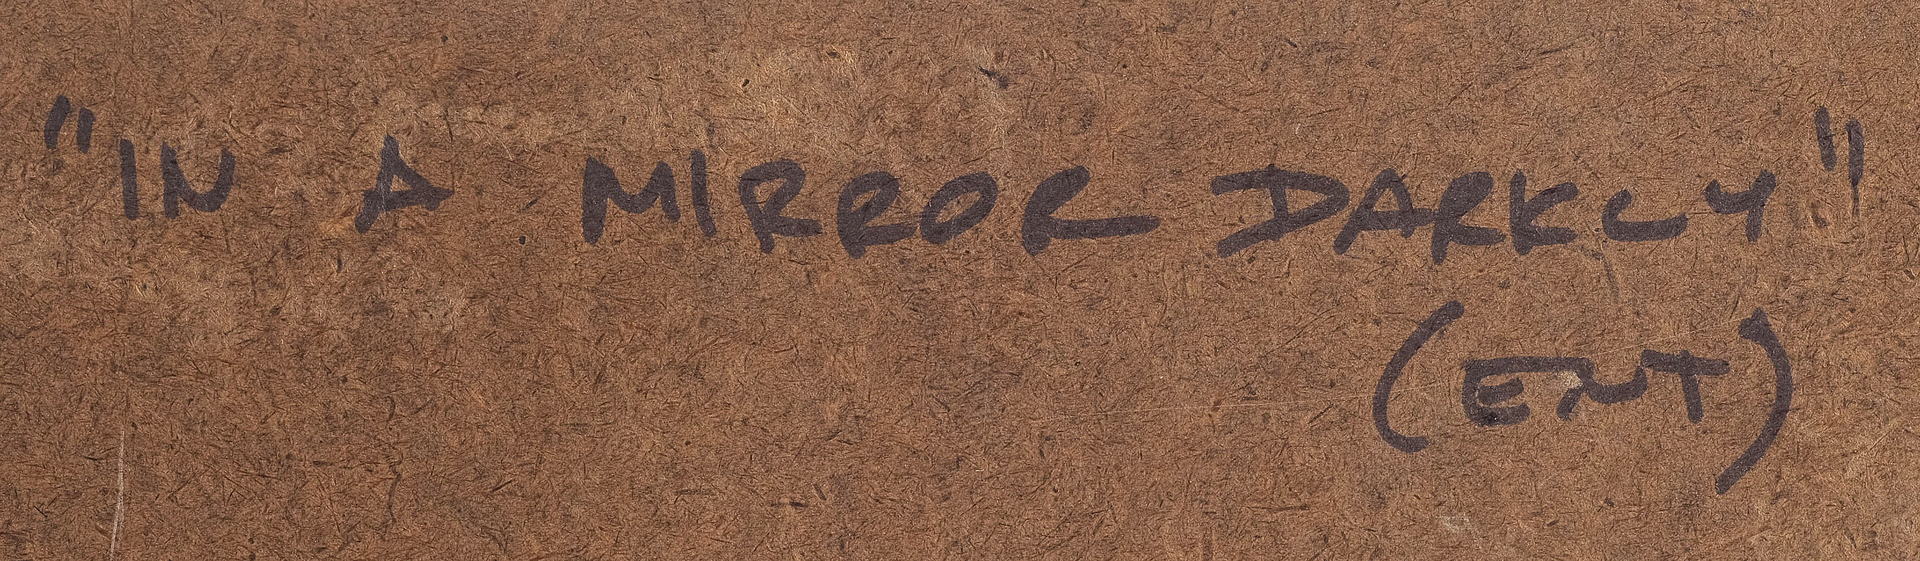 "IN A MIRROR DARKLY"
(ENT)